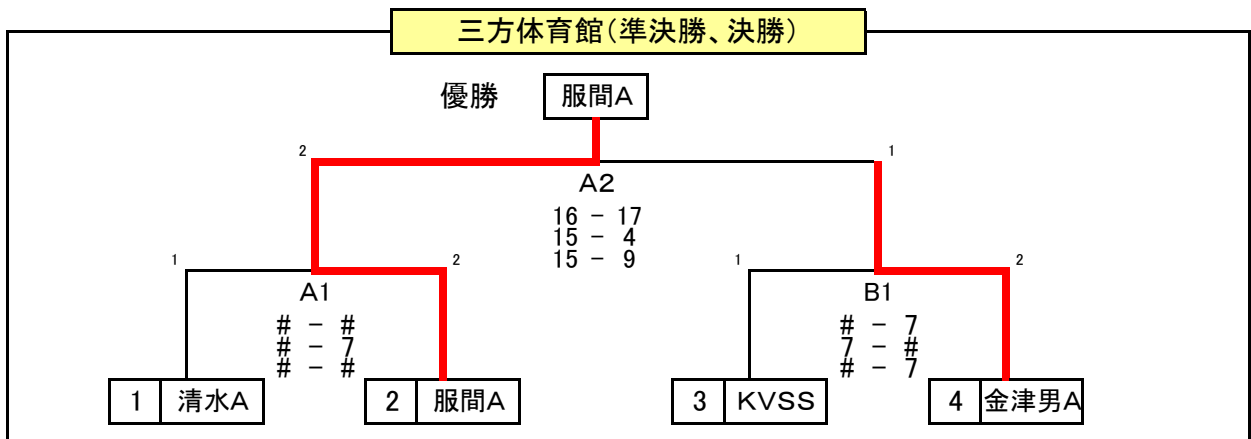 三方体育館(準決勝、決勝)
優勝 服間A
2 1
A2
16 - 17
15 - 4
15 - 9
1 2 1 2
A1 B1
# - # # - 7
# - 7 7 - #
# - # # - 7
1 清水A 2 服間A 3 KVSS 4 金津男A